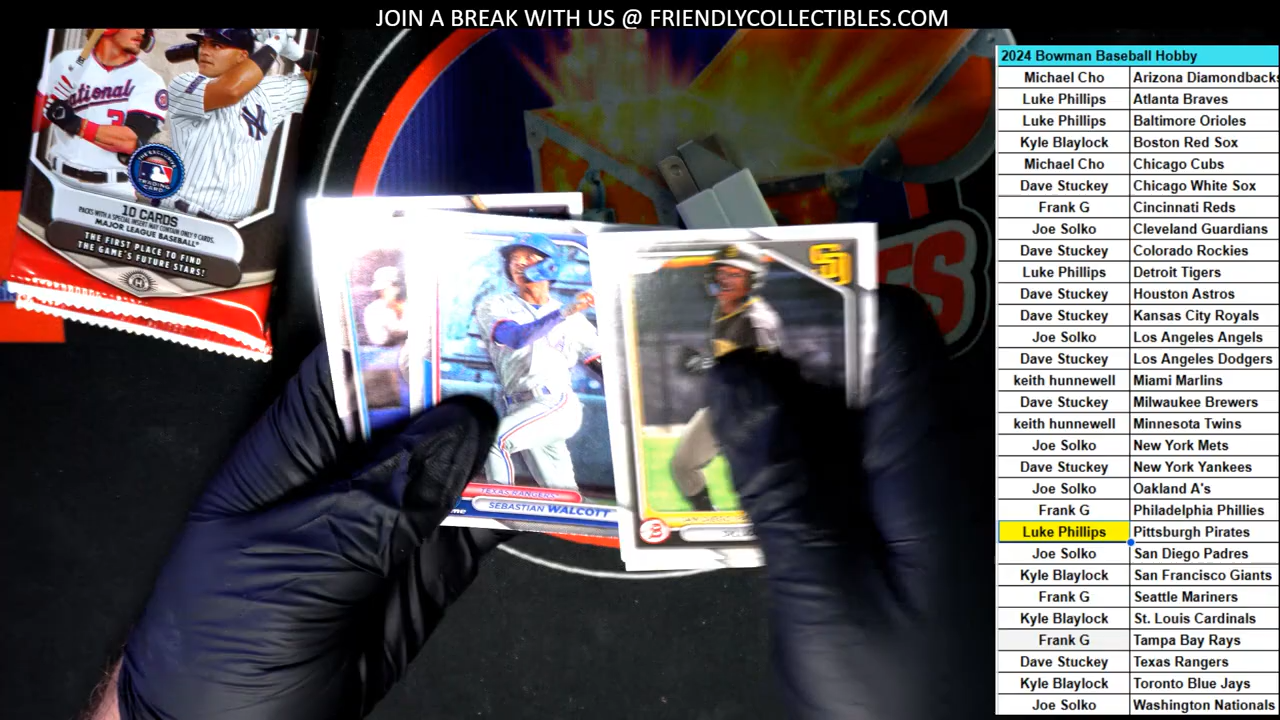 JOIN A BREAK WITH US @ FRIENDLYCOLLECTIBLES.COM
10 CARDS
PACKS WITH A SPECIAL INSERT MAY CONTAIN ONLY 9 CARDS.
MAJOR LEAGUE BASEBALL®
THE FIRST PLACE TO FIND
THE GAME'S FUTURE STARS!
TEXAS RANGERS
SEBASTIAN WALCOTT
SD
B
2024 Bowman Baseball Hobby
Michael Cho Arizona Diamondbacks
Luke Phillips Atlanta Braves
Luke Phillips Baltimore Orioles
Kyle Blaylock Boston Red Sox
Michael Cho Chicago Cubs
Dave Stuckey Chicago White Sox
Frank G Cincinnati Reds
Joe Solko Cleveland Guardians
Dave Stuckey Colorado Rockies
Luke Phillips Detroit Tigers
Dave Stuckey Houston Astros
Dave Stuckey Kansas City Royals
Joe Solko Los Angeles Angels
Dave Stuckey Los Angeles Dodgers
keith hunnewell Miami Marlins
Dave Stuckey Milwaukee Brewers
keith hunnewell Minnesota Twins
Joe Solko New York Mets
Dave Stuckey New York Yankees
Joe Solko Oakland A's
Frank G Philadelphia Phillies
Luke Phillips Pittsburgh Pirates
Joe Solko San Diego Padres
Kyle Blaylock San Francisco Giants
Frank G Seattle Mariners
Kyle Blaylock St. Louis Cardinals
Frank G Tampa Bay Rays
Dave Stuckey Texas Rangers
Kyle Blaylock Toronto Blue Jays
Joe Solko Washington Nationals